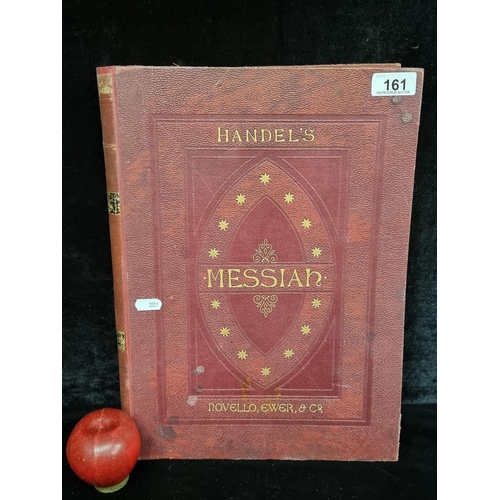 161
HANDEL'S
·MESSIAH·
NOVELLO, EWER, & Co.